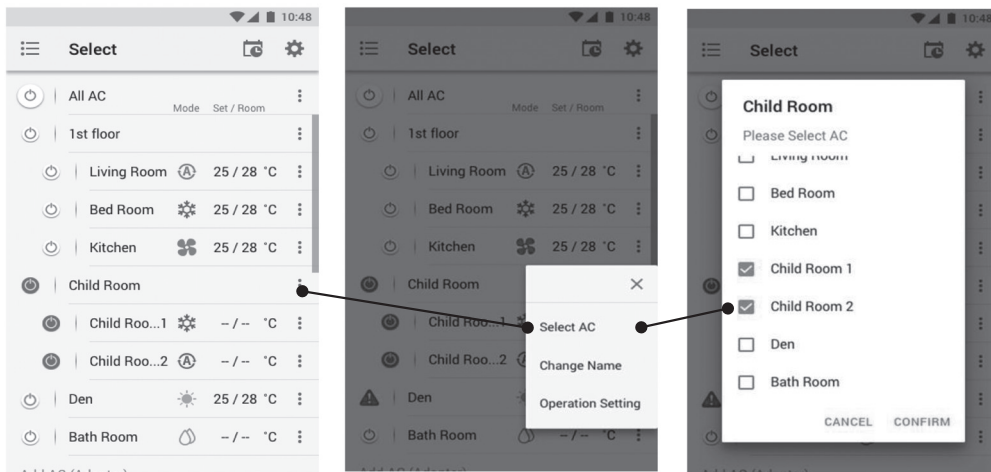 10:48
Select
All AC
Mode Set / Room
1st floor
Living Room 25 / 28 °C
Bed Room 25 / 28 °C
Kitchen 25 / 28 °C
Child Room
Child Roo...1 -- / -- °C
Child Roo...2 -- / -- °C
Den 25 / 28 °C
Bath Room -- / -- °C
10:48
Select
All AC
Mode Set / Room
1st floor
Living Room 25 / 28 °C
Bed Room 25 / 28 °C
Kitchen 25 / 28 °C
Child Room
Child Roo...1
Child Roo...2
Den
Bath Room -- / -- °C
Select AC
Change Name
Operation Setting
10:48
Select
Child Room
Please Select AC
Living Room
Bed Room
Kitchen
Child Room 1
Child Room 2
Den
Bath Room
CANCEL CONFIRM